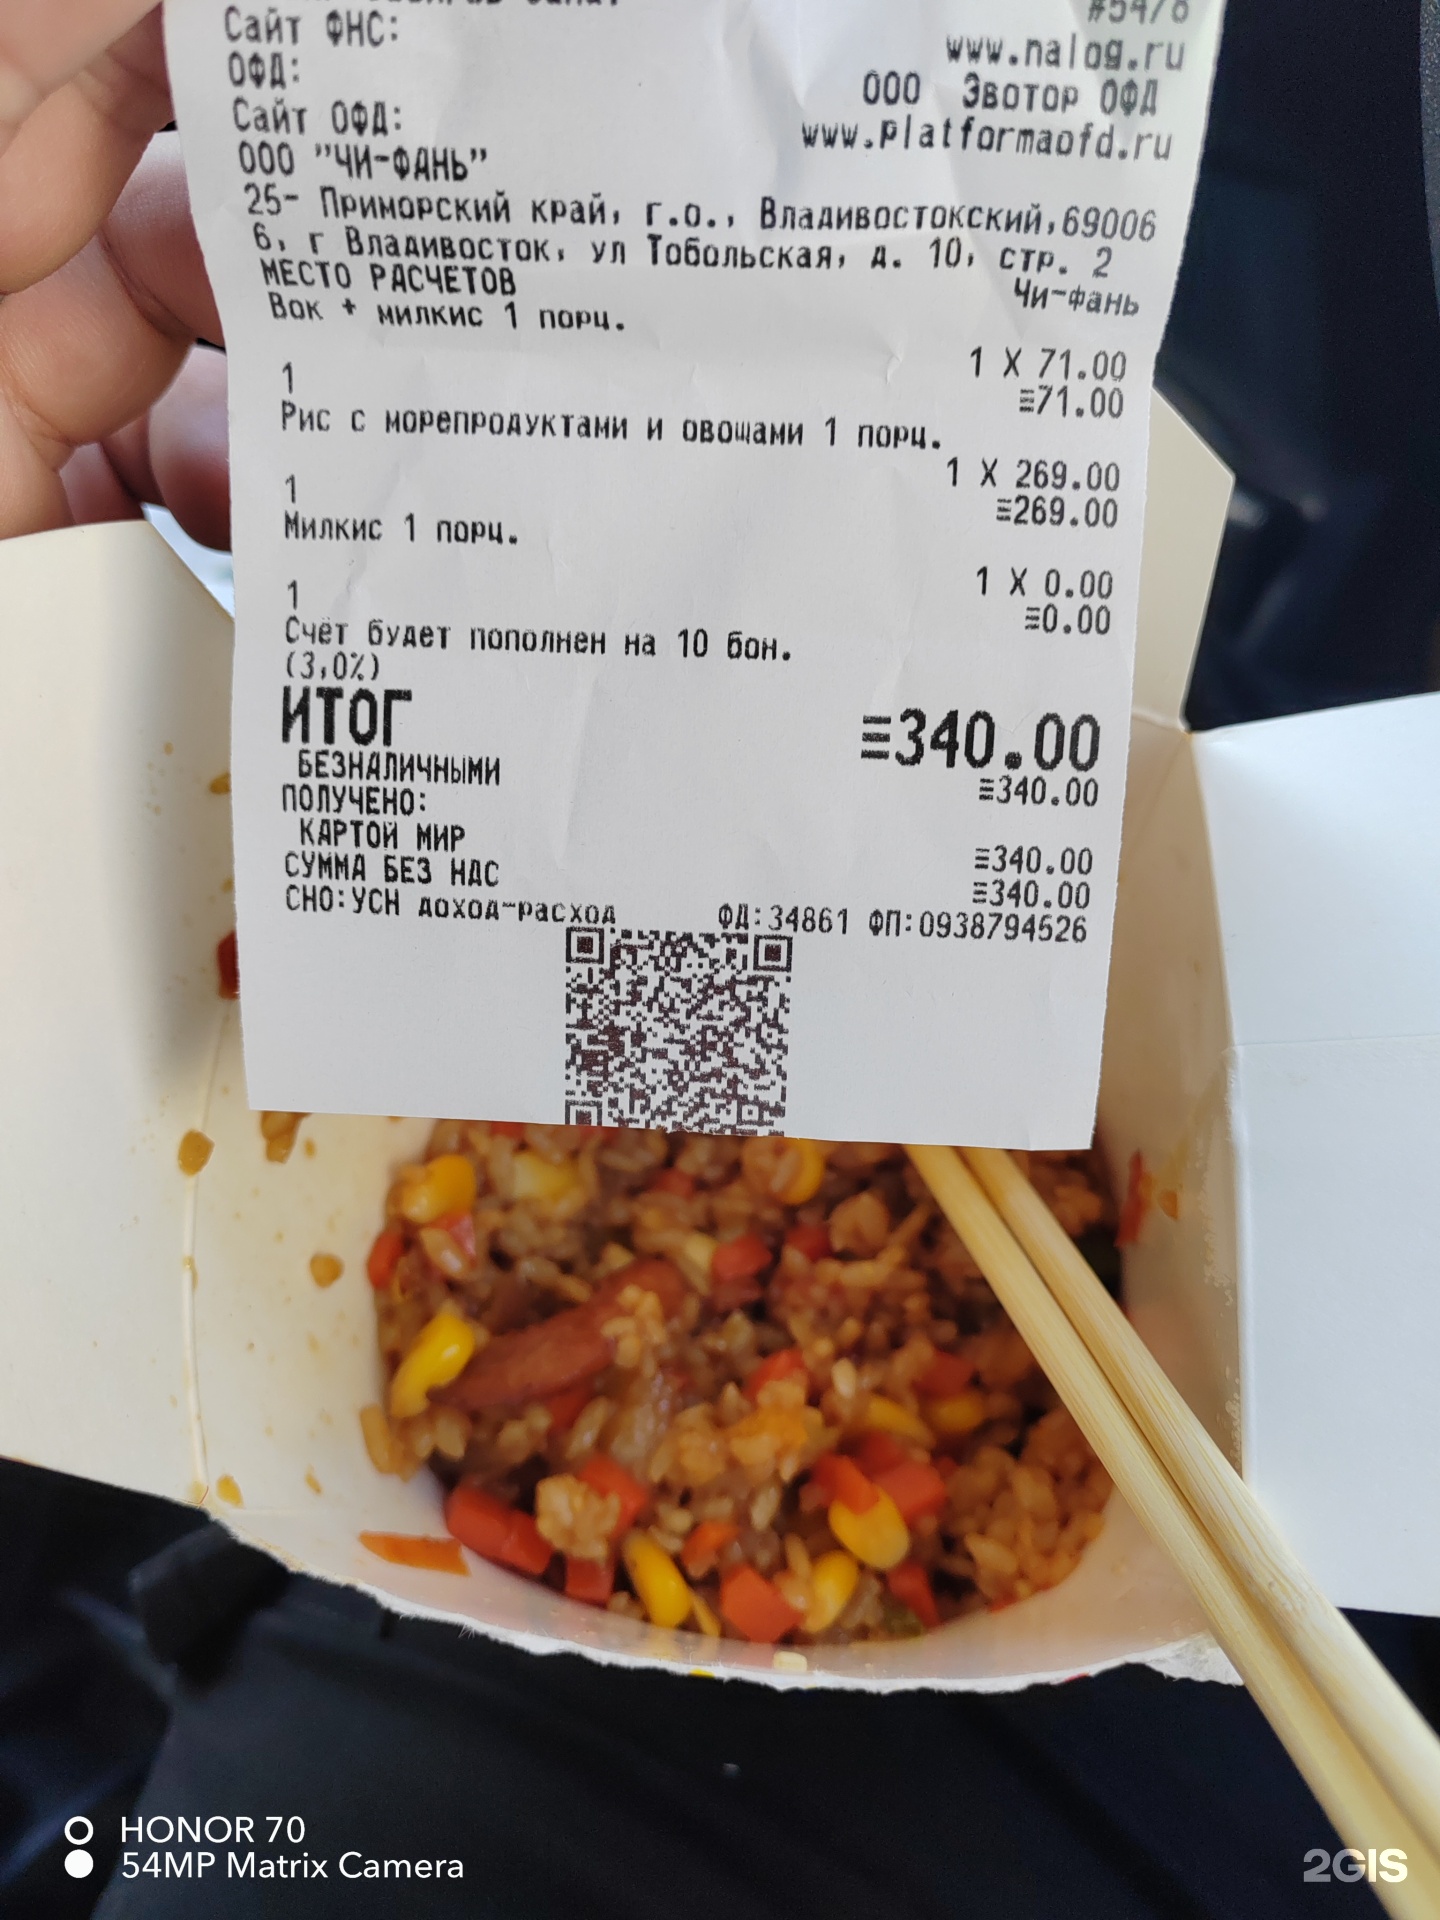 #5478
Сайт ФНС: www.nalog.ru
ОФД: ООО Эвотор ОФД
Сайт ОФД: www.platformaofd.ru
ООО "ЧИ-ФАНЬ"
25- Приморский край, г.о., Владивостокский,69006
6, г Владивосток, ул Тобольская, д. 10, стр. 2
МЕСТО РАСЧЕТОВ Чи-фань
Вок + милкис 1 порц.
1 X 71.00
1 ≡71.00
Рис с морепродуктами и овощами 1 порц.
1 X 269.00
1 ≡269.00
Милкис 1 порц.
1 X 0.00
1 ≡0.00
Счёт будет пополнен на 10 бон.
(3,0%)
ИТОГ ≡340.00
БЕЗНАЛИЧНЫМИ ≡340.00
ПОЛУЧЕНО:
КАРТОЙ МИР ≡340.00
СУММА БЕЗ НДС ≡340.00
СНО:УСН доход-расход ФД:34861 ФП:0938794526
HONOR 70
54MP Matrix Camera
2GIS